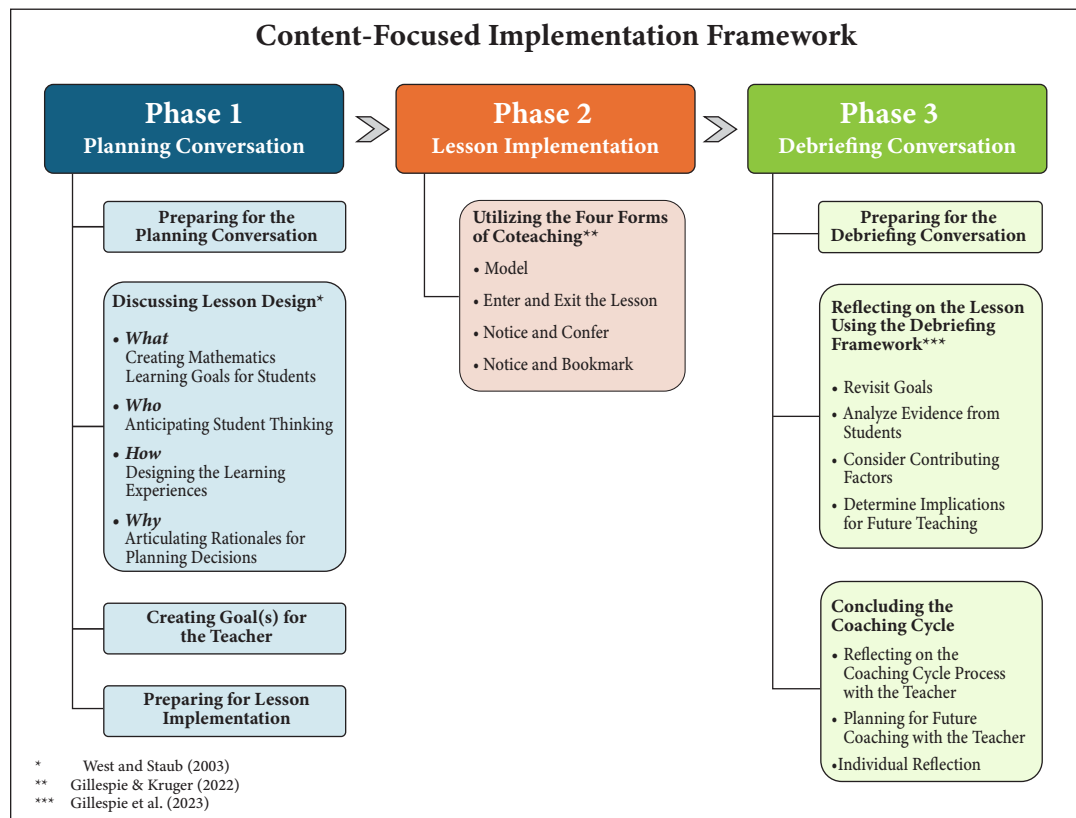 Content-Focused Implementation Framework
Phase 1
Planning Conversation
Preparing for the
Planning Conversation
Discussing Lesson Design*
• What
Creating Mathematics
Learning Goals for Students
• Who
Anticipating Student Thinking
• How
Designing the Learning
Experiences
• Why
Articulating Rationales for
Planning Decisions
Creating Goal(s) for
the Teacher
Preparing for Lesson
Implementation
Phase 2
Lesson Implementation
Utilizing the Four Forms
of Coteaching**
• Model
• Enter and Exit the Lesson
• Notice and Confer
• Notice and Bookmark
Phase 3
Debriefing Conversation
Preparing for the
Debriefing Conversation
Reflecting on the Lesson
Using the Debriefing
Framework***
• Revisit Goals
• Analyze Evidence from
Students
• Consider Contributing
Factors
• Determine Implications
for Future Teaching
Concluding the
Coaching Cycle
• Reflecting on the
Coaching Cycle Process
with the Teacher
• Planning for Future
Coaching with the Teacher
•Individual Reflection
* West and Staub (2003)
** Gillespie & Kruger (2022)
*** Gillespie et al. (2023)